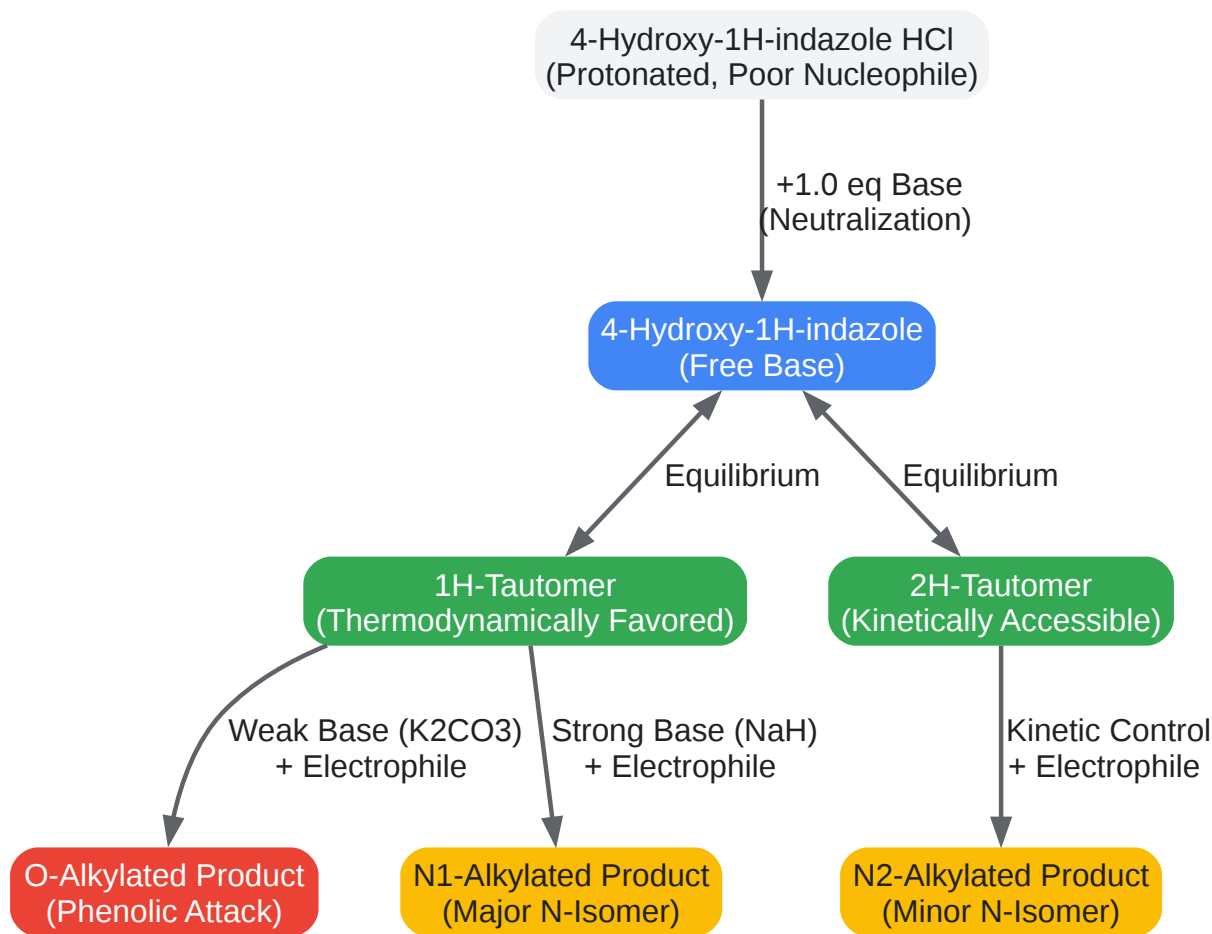 4-Hydroxy-1H-indazole HCl
(Protonated, Poor Nucleophile)
+1.0 eq Base
(Neutralization)
4-Hydroxy-1H-indazole
(Free Base)
Equilibrium
Equilibrium
1H-Tautomer
(Thermodynamically Favored)
2H-Tautomer
(Kinetically Accessible)
Weak Base (K2CO3)
+ Electrophile
Strong Base (NaH)
+ Electrophile
Kinetic Control
+ Electrophile
O-Alkylated Product
(Phenolic Attack)
N1-Alkylated Product
(Major N-Isomer)
N2-Alkylated Product
(Minor N-Isomer)